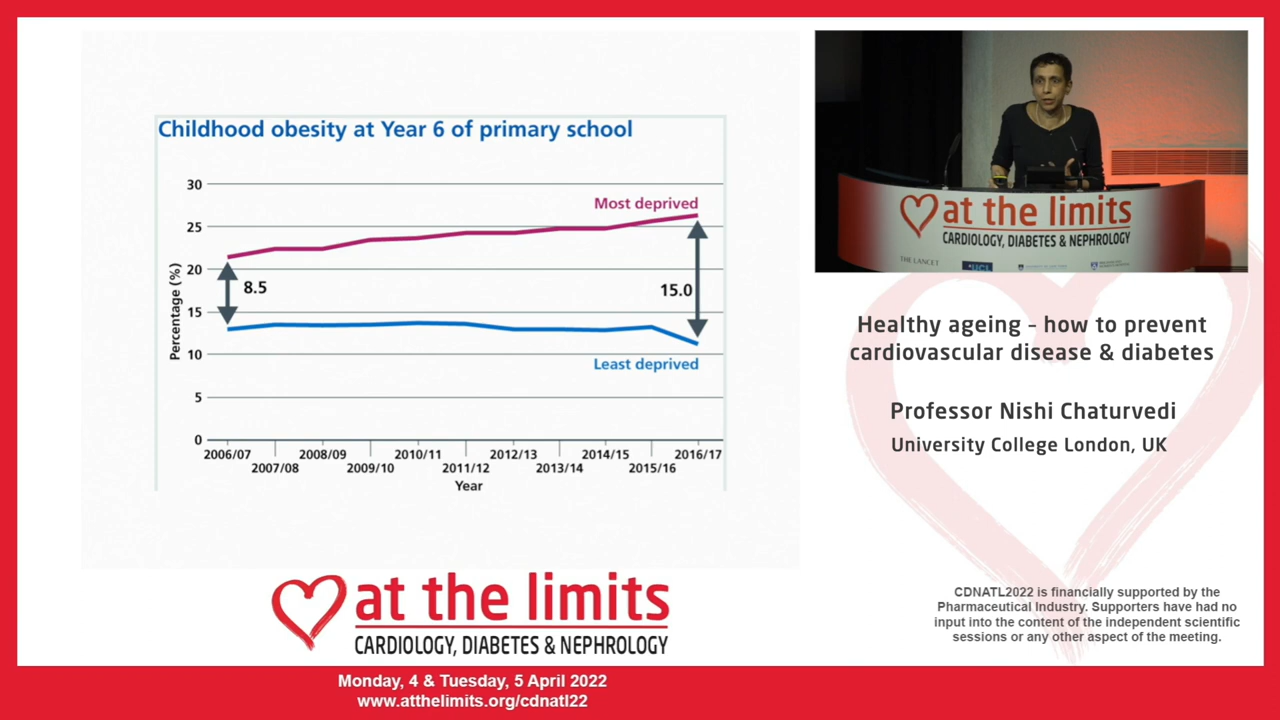 Childhood obesity at Year 6 of primary school
30
25
20
15
10
5
0
Percentage (%)
Most deprived
8.5
15.0
Least deprived
2006/07
2007/08
2008/09
2009/10
2010/11
2011/12
2012/13
2013/14
2014/15
2015/16
2016/17
Year
at the limits
CARDIOLOGY, DIABETES & NEPHROLOGY
THE LANCET
UCL
Healthy ageing – how to prevent
cardiovascular disease & diabetes
Professor Nishi Chaturvedi
University College London, UK
CDNATL2022 is financially supported by the
Pharmaceutical Industry. Supporters have had no
input into the content of the independent scientific
sessions or any other aspect of the meeting.
at the limits
CARDIOLOGY, DIABETES & NEPHROLOGY
Monday, 4 & Tuesday, 5 April 2022
www.atthelimits.org/cdnatl22